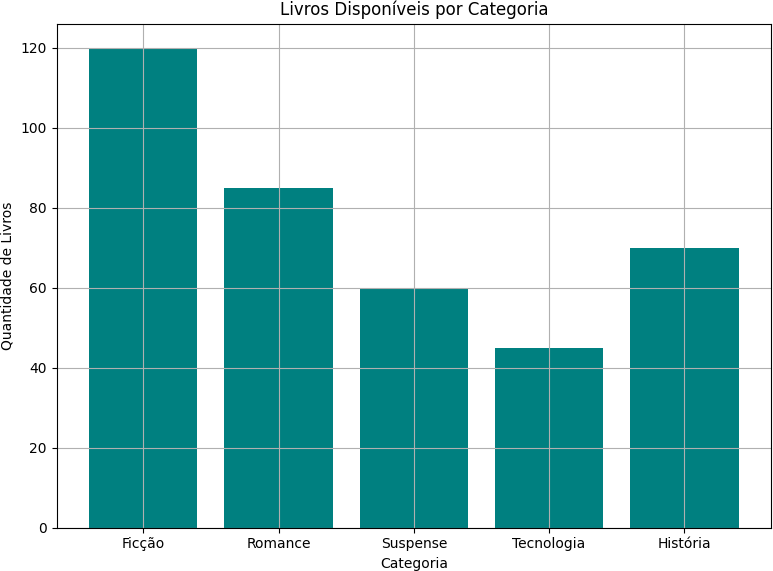 Livros Disponíveis por Categoria
Quantidade de Livros
120
100
80
60
40
20
0
Ficção
Romance
Suspense
Tecnologia
História
Categoria